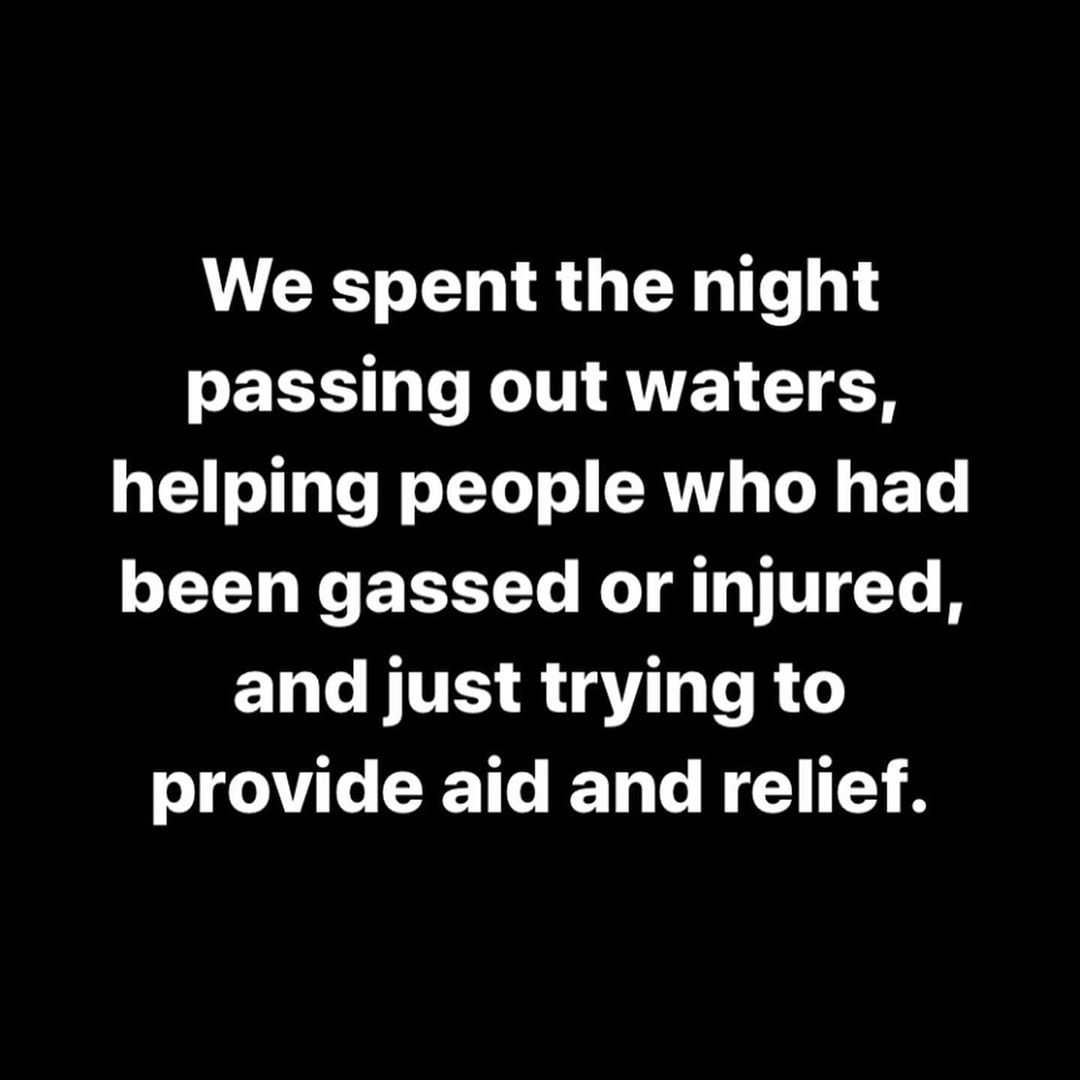 We spent the night
passing out waters,
helping people who had
been gassed or injured,
and just trying to
provide aid and relief.